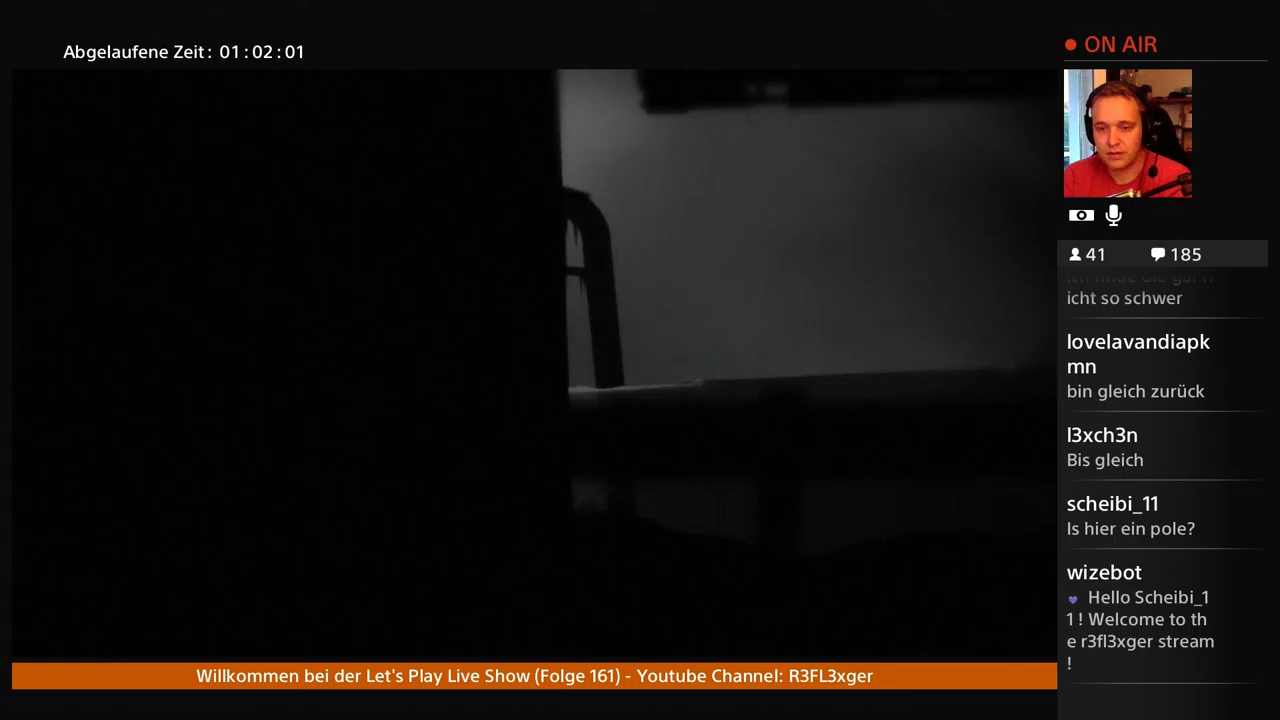 Abgelaufene Zeit: 01:02:01
ON AIR
41 185
icht so schwer
lovelavandiapk
mn
bin gleich zurück
l3xch3n
Bis gleich
scheibi_11
Is hier ein pole?
wizebot
💜 Hello Scheibi_1
1! Welcome to th
e r3fl3xger stream
!
Willkommen bei der Let's Play Live Show (Folge 161) - Youtube Channel: R3FL3xger